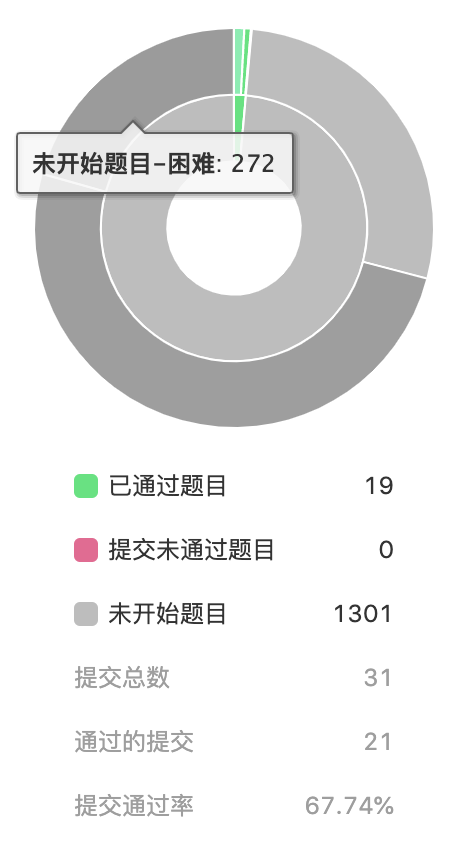 未开始题目-困难: 272
已通过题目 19
提交未通过题目 0
未开始题目 1301
提交总数 31
通过的提交 21
提交通过率 67.74%